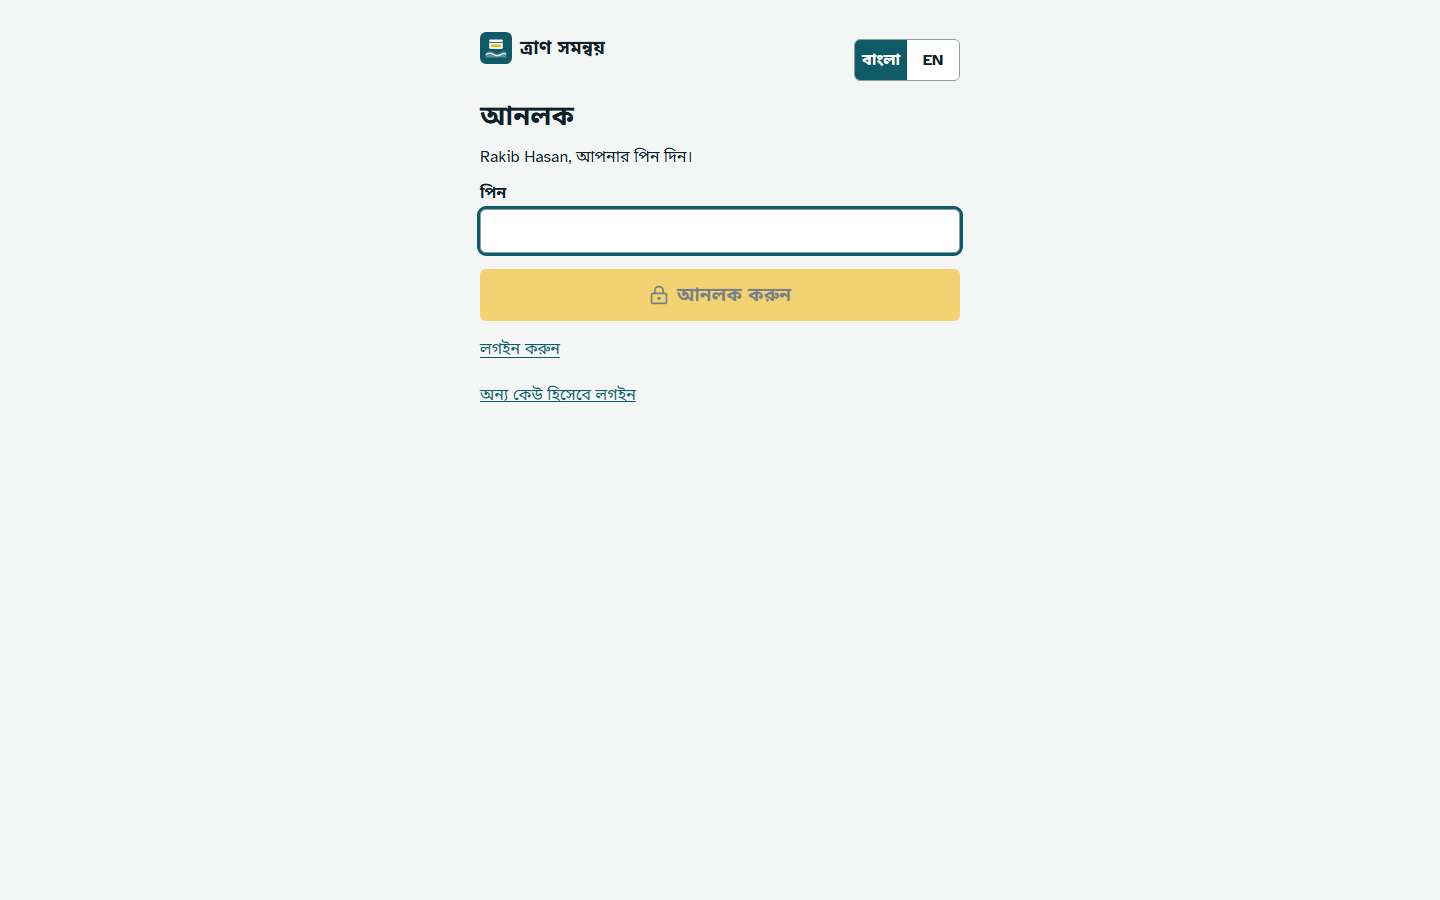 ত্রাণ সমন্বয়
বাংলা EN
আনলক
Rakib Hasan, আপনার পিন দিন।
পিন
আনলক করুন
লগইন করুন
অন্য কেউ হিসেবে লগইন